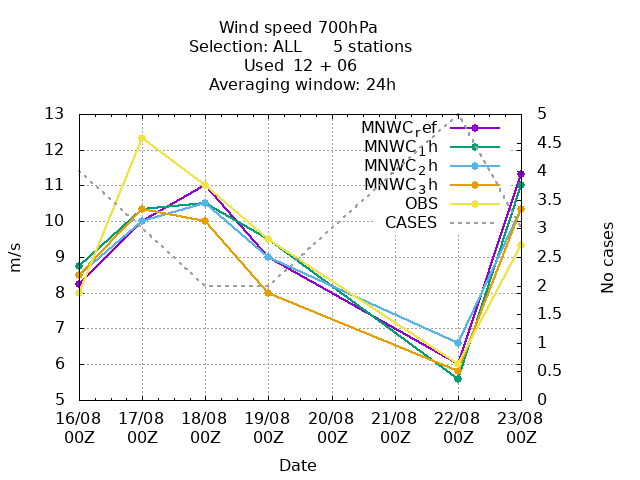 Wind speed 700hPa
Selection: ALL 5 stations
Used 12 + 06
Averaging window: 24h
13
12
11
10
9
8
7
6
5
m/s
5
4.5
4
3.5
3
2.5
2
1.5
1
0.5
0
No cases
MNWC_ref
MNWC_1h
MNWC_2h
MNWC_3h
OBS
CASES
16/08 17/08 18/08 19/08 20/08 21/08 22/08 23/08
00Z 00Z 00Z 00Z 00Z 00Z 00Z 00Z
Date